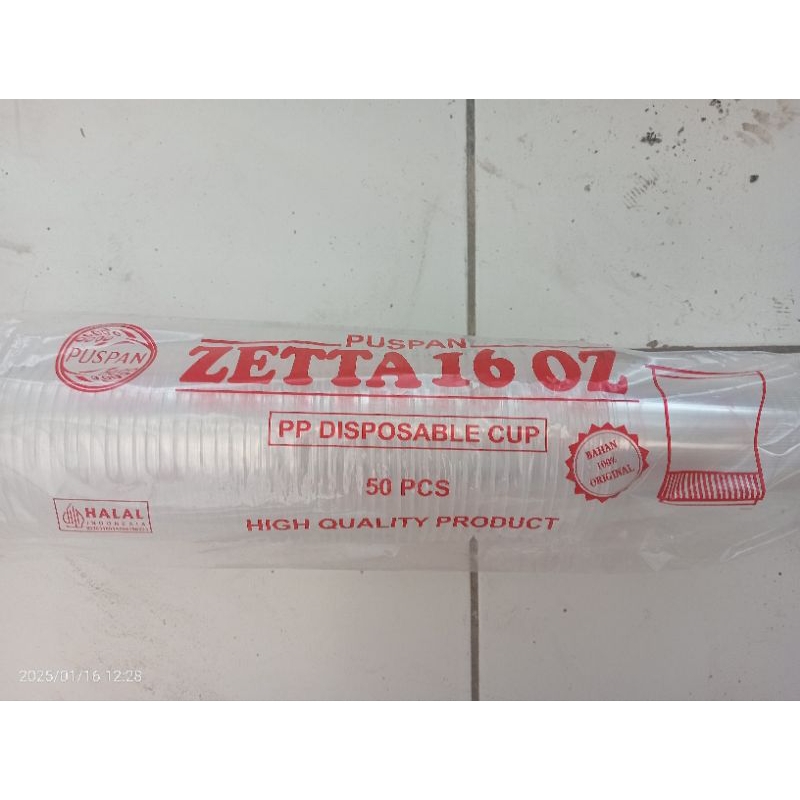 PUSPAN
PUSPAN
ZETTA 16 OZ
PP DISPOSABLE CUP
BAHAN
100%
ORIGINAL
50 PCS
HALAL
INDONESIA
HIGH QUALITY PRODUCT
2025/01/16 12:28